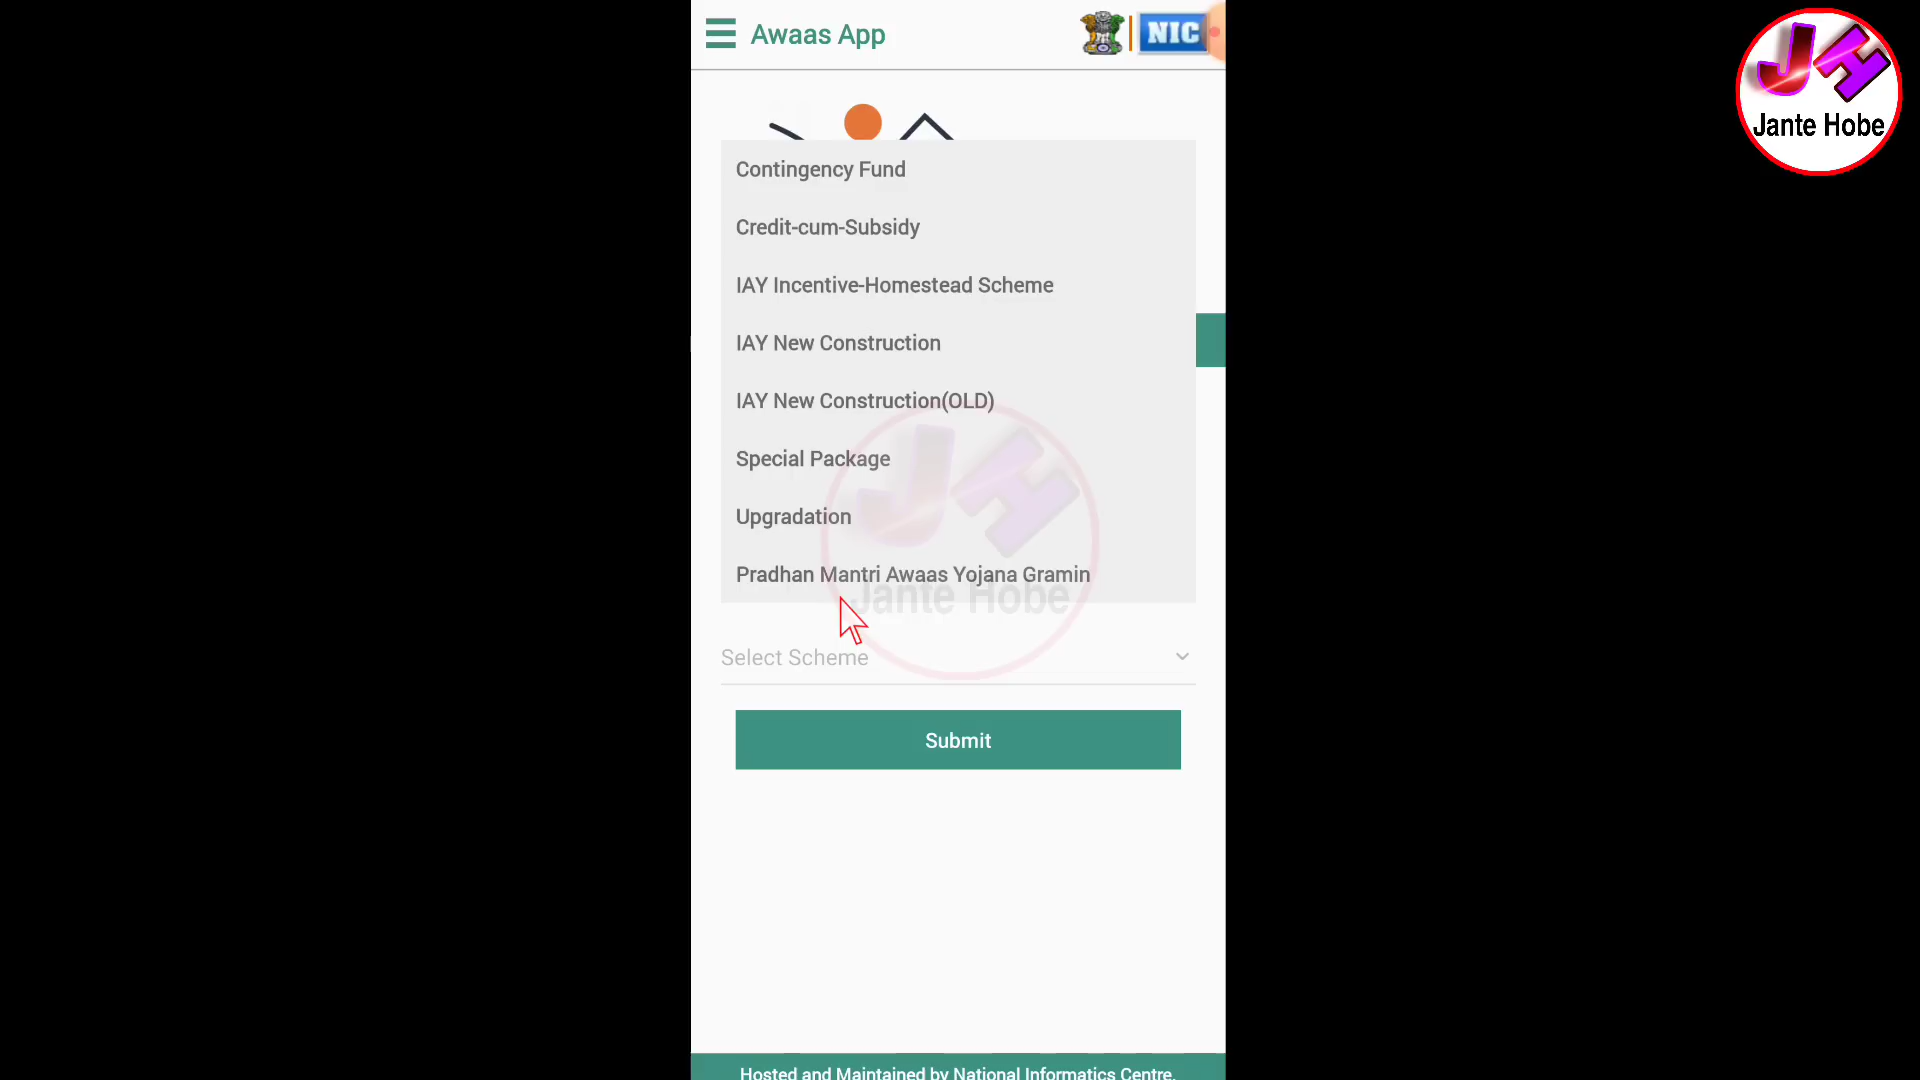 Awaas App
NIC
JH
Jante Hobe
Contingency Fund
Credit-cum-Subsidy
IAY Incentive-Homestead Scheme
IAY New Construction
IAY New Construction(OLD)
Special Package
Upgradation
Pradhan Mantri Awaas Yojana Gramin
JH
Jante Hobe
Select Scheme
Submit
Hosted and Maintained by National Informatics Centre.